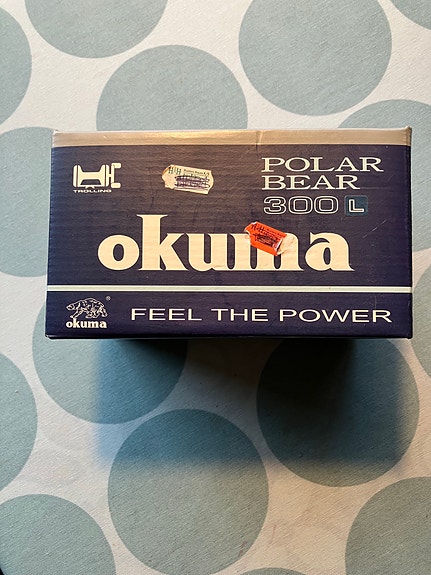 TROLLING
POLAR
BEAR
300 L
okuma
okuma
®
FEEL THE POWER